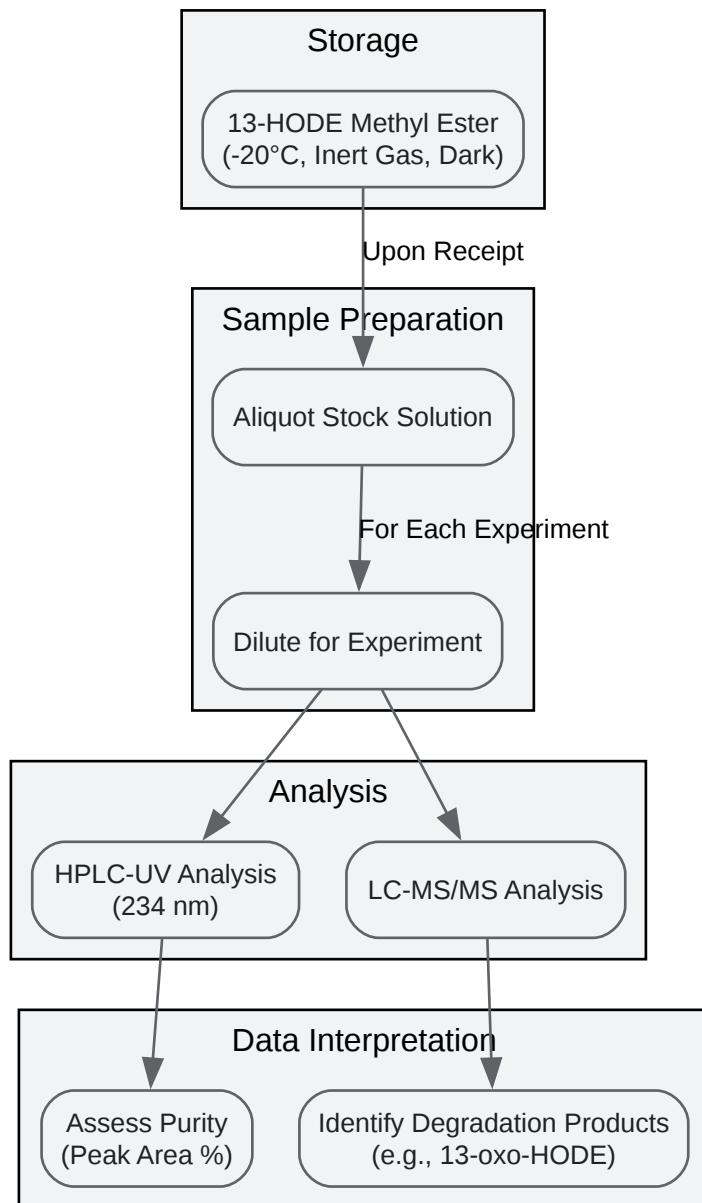 Storage
13-HODE Methyl Ester
(-20°C, Inert Gas, Dark)
Upon Receipt
Sample Preparation
Aliquot Stock Solution
For Each Experiment
Dilute for Experiment
Analysis
HPLC-UV Analysis
(234 nm)
LC-MS/MS Analysis
Data Interpretation
Assess Purity
(Peak Area %)
Identify Degradation Products
(e.g., 13-oxo-HODE)